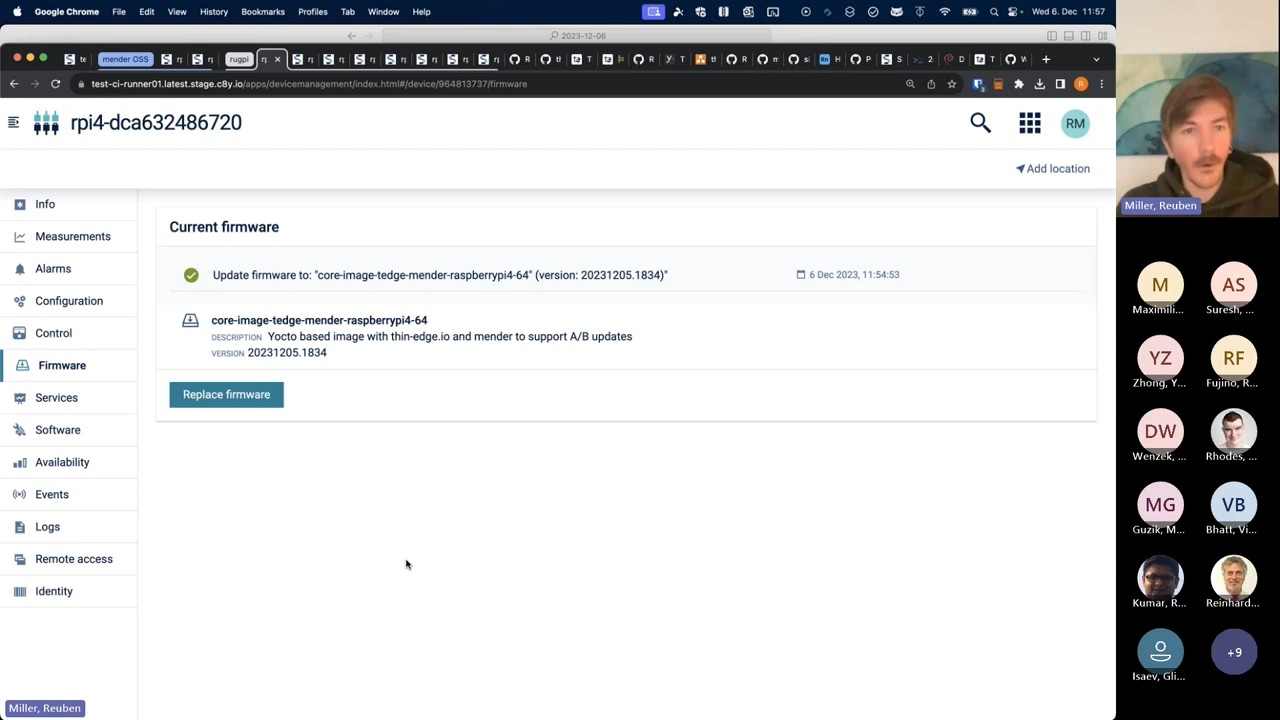 Google Chrome File Edit View History Bookmarks Profiles Tab Window Help
Wed 6. Dec 11:57
2023-12-06
mender OSS
rugpi
test-ci-runner01.latest.stage.c8y.io/apps/devicemanagement/index.html#/device/964813737/firmware
rpi4-dca632486720
RM
Add location
Info
Measurements
Alarms
Configuration
Control
Firmware
Services
Software
Availability
Events
Logs
Remote access
Identity
Current firmware
Update firmware to: "core-image-tedge-mender-raspberrypi4-64" (version: 20231205.1834)"
6 Dec 2023, 11:54:53
core-image-tedge-mender-raspberrypi4-64
DESCRIPTION Yocto based image with thin-edge.io and mender to support A/B updates
VERSION 20231205.1834
Replace firmware
Miller, Reuben
Miller, Reuben
M
Maximili...
AS
Suresh, ...
YZ
Zhong, Y...
RF
Fujino, R...
DW
Wenzek, ...
Rhodes, ...
MG
Guzik, M...
VB
Bhatt, Vi...
Kumar, R...
Reinhard...
Isaev, Gli...
+9